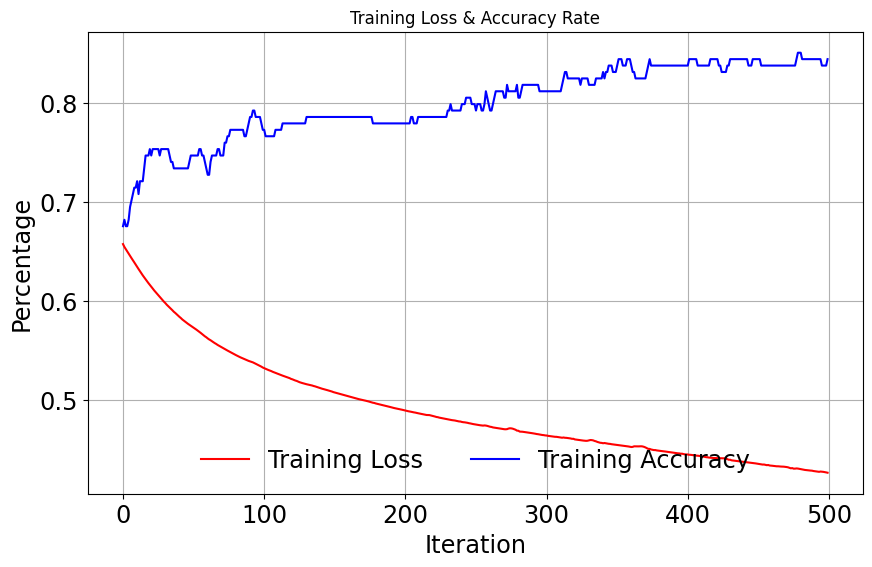 Training Loss & Accuracy Rate
Percentage
0.8
0.7
0.6
0.5
Training Loss
Training Accuracy
0
100
200
300
400
500
Iteration